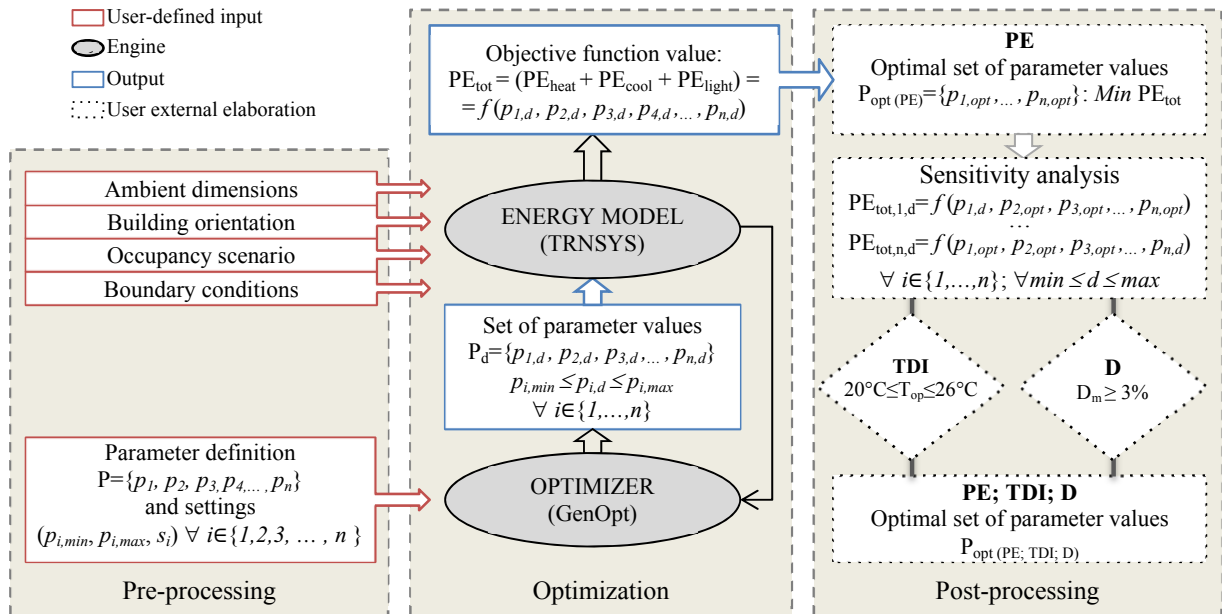 User-defined input
Engine
Output
User external elaboration
Ambient dimensions
Building orientation
Occupancy scenario
Boundary conditions
Parameter definition
P={p1, p2, p3, p4,…, pn}
and settings
(pi,min, pi,max, si) ∀ i∈{1,2,3, … , n }
Pre-processing
Objective function value:
PEtot = (PEheat + PEcool + PElight) =
= f (p1,d, p2,d, p3,d, p4,d,…, pn,d)
ENERGY MODEL
(TRNSYS)
Set of parameter values
Pd={p1,d, p2,d, p3,d,…, pn,d}
pi,min ≤ pi,d ≤ pi,max
∀ i∈{1,…,n}
OPTIMIZER
(GenOpt)
Optimization
PE
Optimal set of parameter values
Popt (PE)={p1,opt,…, pn,opt}: Min PEtot
Sensitivity analysis
PEtot,1,d= f (p1,d, p2,opt, p3,opt,…, pn,opt)
…
PEtot,n,d= f (p1,opt, p2,opt, p3,opt,…, pn,d)
∀ i∈{1,…,n}; ∀min ≤ d ≤ max
TDI
20°C≤Top≤26°C
D
Dm ≥ 3%
PE; TDI; D
Optimal set of parameter values
Popt (PE; TDI; D)
Post-processing